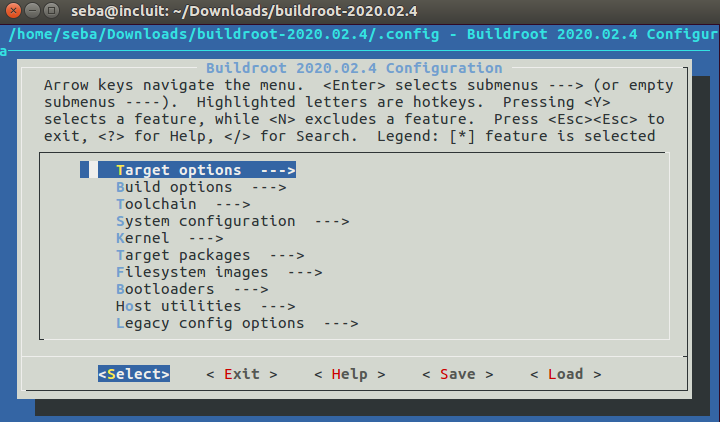 seba@incluit: ~/Downloads/buildroot-2020.02.4
/home/seba/Downloads/buildroot-2020.02.4/.config - Buildroot 2020.02.4 Configur
a
Buildroot 2020.02.4 Configuration
Arrow keys navigate the menu.  <Enter> selects submenus ---> (or empty
submenus ----).  Highlighted letters are hotkeys.  Pressing <Y>
selects a feature, while <N> excludes a feature.  Press <Esc><Esc> to
exit, <?> for Help, </> for Search.  Legend: [*] feature is selected
Target options  --->
Build options  --->
Toolchain  --->
System configuration  --->
Kernel  --->
Target packages  --->
Filesystem images  --->
Bootloaders  --->
Host utilities  --->
Legacy config options  --->
<Select>    < Exit >    < Help >    < Save >    < Load >